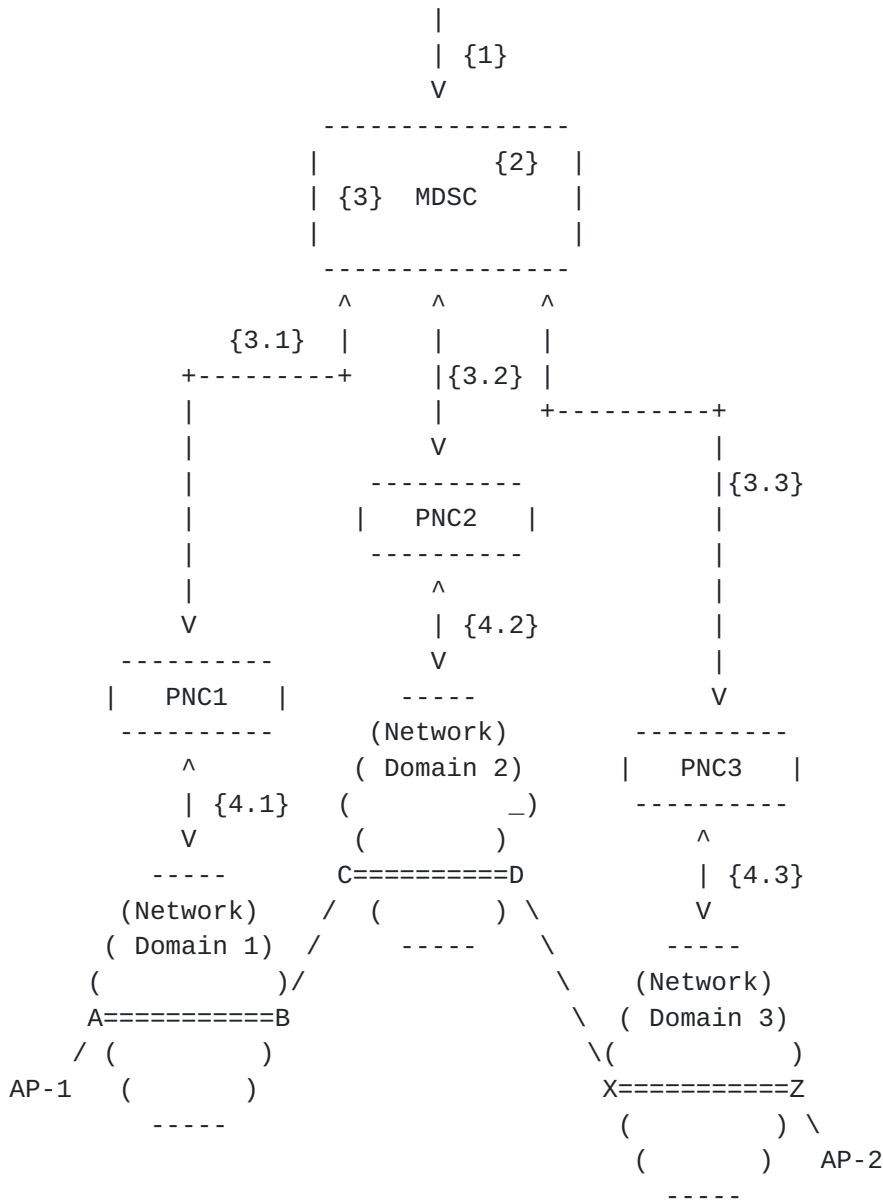 {1}
{2}
{3} MDSC
{3.1}
{3.2}
{3.3}
PNC2
{4.2}
PNC1
(Network)
( Domain 2)
PNC3
{4.1}
( _)
( )
C==========D
{4.3}
(Network)
( )
( Domain 1)
( )
(Network)
A===========B
( Domain 3)
( )
( )
AP-1 ( )
X===========Z
( )
( ) AP-2